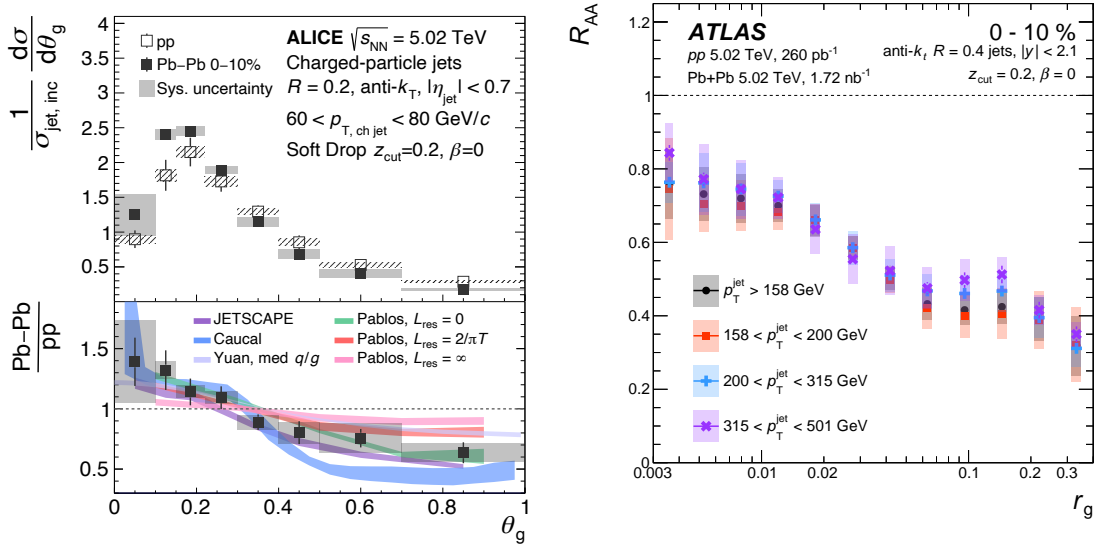 1/σ_jet, inc dσ/dθ_g
4
3.5
3
2.5
2
1.5
1
0.5
pp
Pb−Pb 0−10%
Sys. uncertainty
ALICE √s_NN = 5.02 TeV
Charged-particle jets
R = 0.2, anti-k_T, |η_jet| < 0.7
60 < p_T, ch jet < 80 GeV/c
Soft Drop z_cut=0.2, β=0
Pb−Pb/pp
1.5
1
0.5
JETSCAPE
Caucal
Yuan, med q/g
Pablos, L_res = 0
Pablos, L_res = 2/πT
Pablos, L_res = ∞
0 0.2 0.4 0.6 0.8 1
θ_g
R_AA
1.2
1
0.8
0.6
0.4
0.2
0
ATLAS
pp 5.02 TeV, 260 pb⁻¹
Pb+Pb 5.02 TeV, 1.72 nb⁻¹
0 - 10 %
anti-k_t R = 0.4 jets, |y| < 2.1
z_cut = 0.2, β = 0
p_T^jet > 158 GeV
158 < p_T^jet < 200 GeV
200 < p_T^jet < 315 GeV
315 < p_T^jet < 501 GeV
0.003 0.01 0.02 0.1 0.2 0.3
r_g